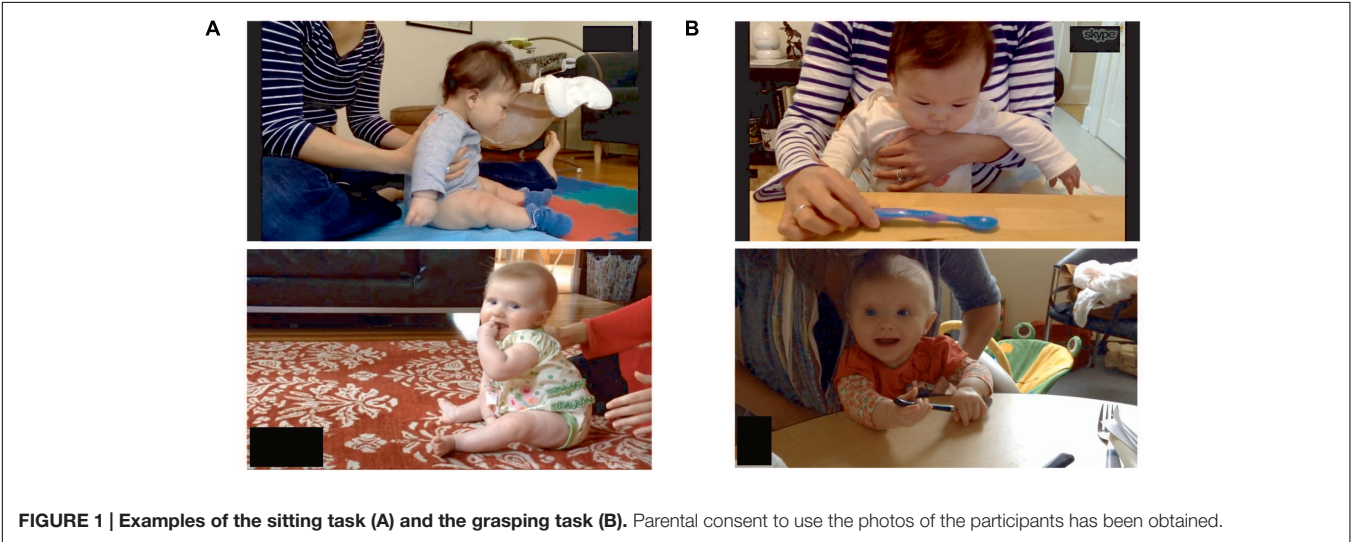 A
B
skype
FIGURE 1 | Examples of the sitting task (A) and the grasping task (B). Parental consent to use the photos of the participants has been obtained.